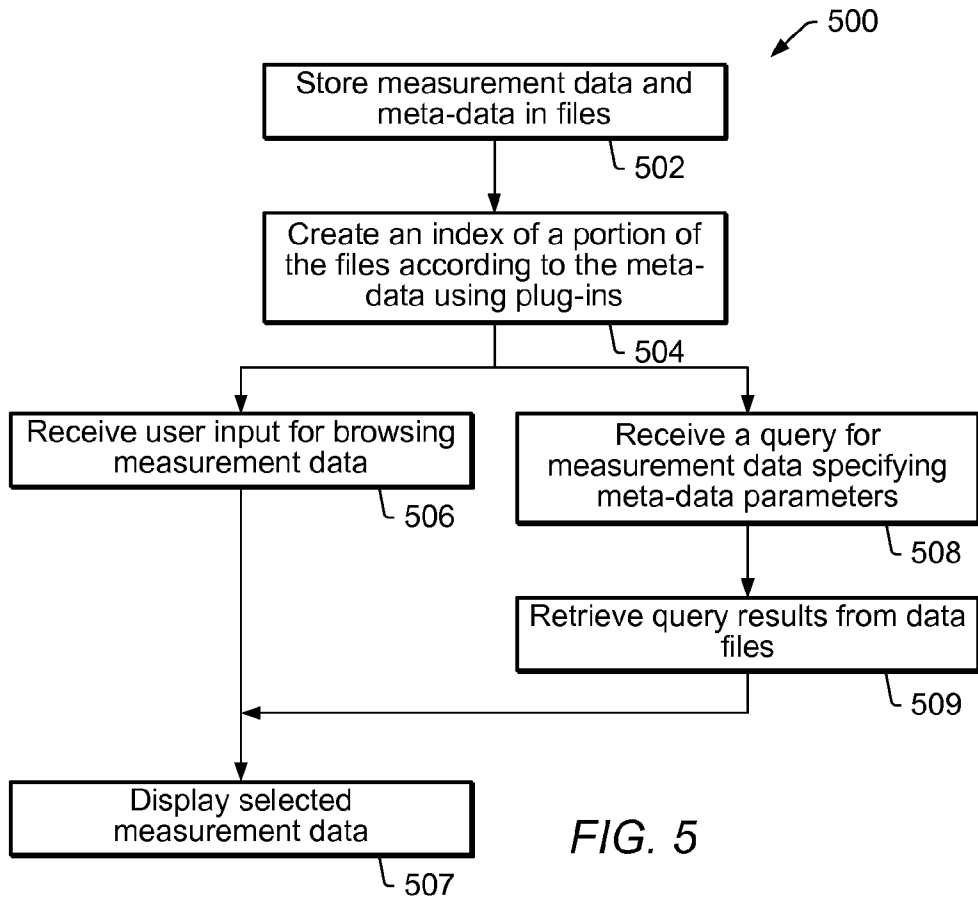 500
Store measurement data and
meta-data in files
502
Create an index of a portion of
the files according to the meta-
data using plug-ins
504
Receive user input for browsing
measurement data
506
Receive a query for
measurement data specifying
meta-data parameters
508
Retrieve query results from data
files
509
Display selected
measurement data
507
FIG. 5